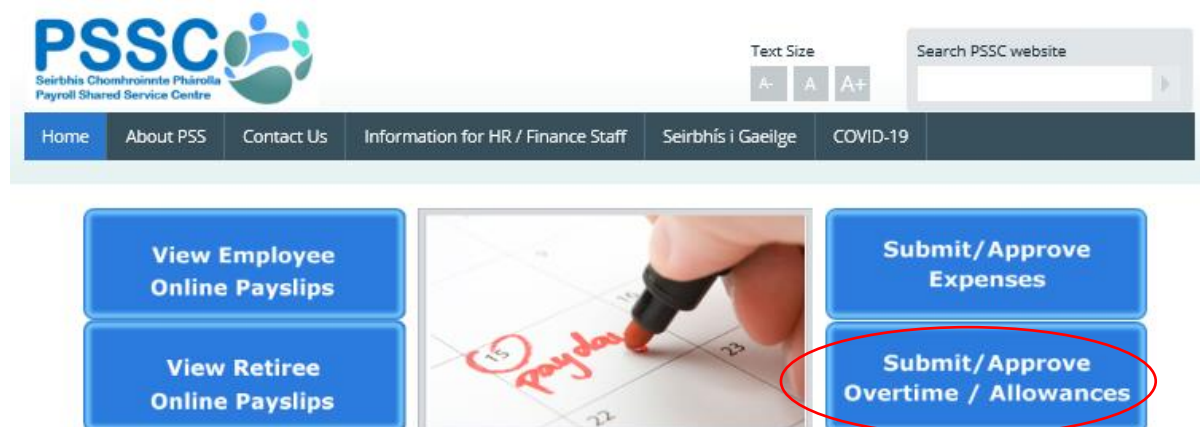 PSSC
Seirbhís Chomhroinnte Phárolla
Payroll Shared Service Centre
Text Size
A- A A+
Search PSSC website
Home About PSS Contact Us Information for HR / Finance Staff Seirbhís i Gaeilge COVID-19
View Employee
Online Payslips
View Retiree
Online Payslips
15
payday
16
22
23
Submit/Approve
Expenses
Submit/Approve
Overtime / Allowances